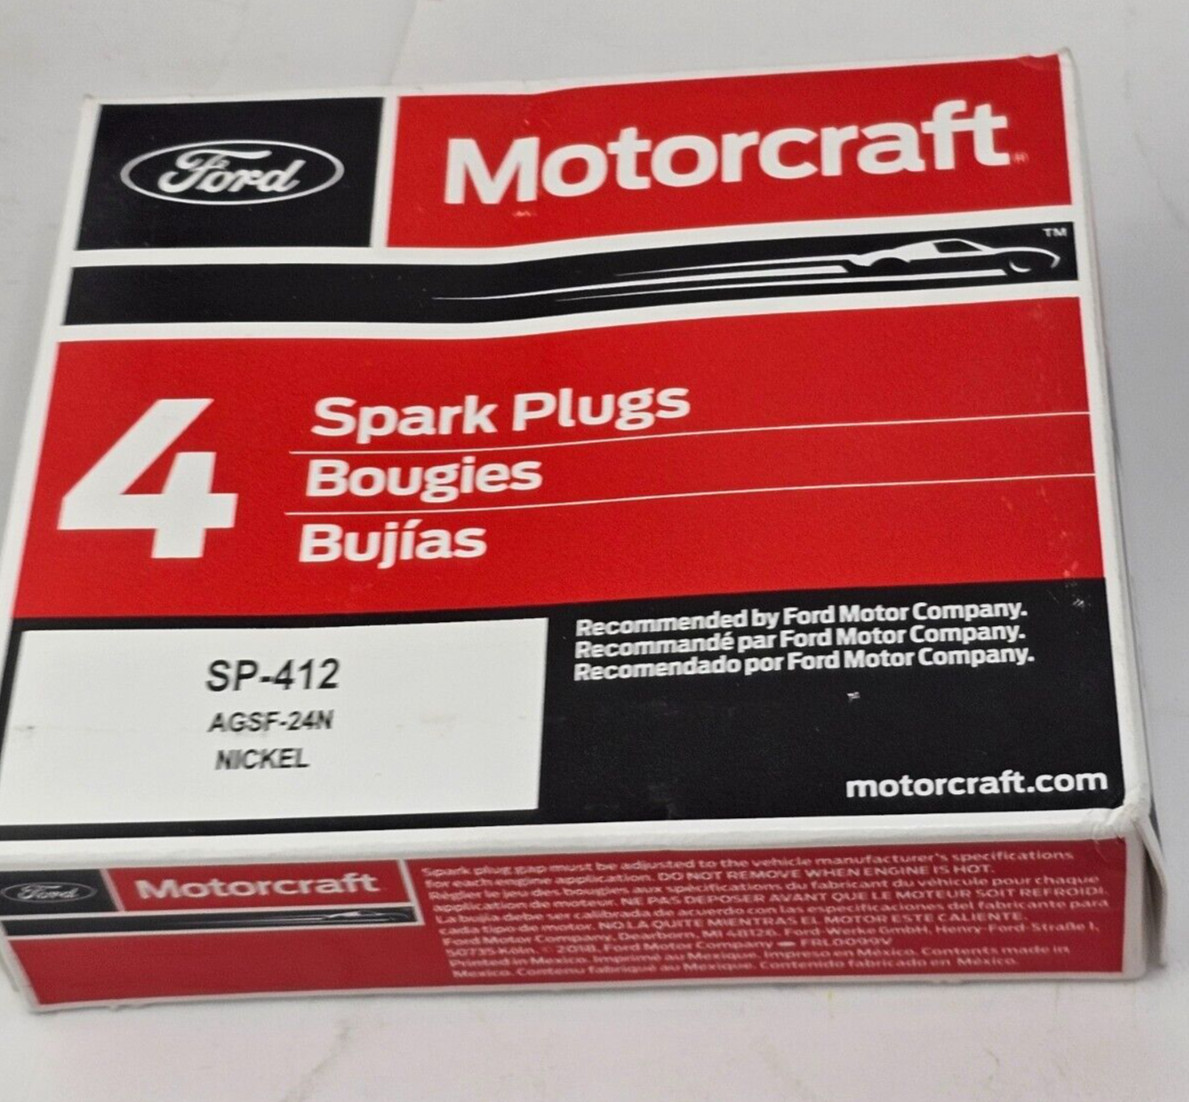 Ford
Motorcraft®
TM
4
Spark Plugs
Bougies
Bujías
Recommended by Ford Motor Company.
Recommandé par Ford Motor Company.
Recomendado por Ford Motor Company.
SP-412
AGSF-24N
NICKEL
motorcraft.com
Ford
Motorcraft
Spark plug gap must be adjusted to the vehicle manufacturer's specifications
for each engine application. DO NOT REMOVE WHEN ENGINE IS HOT.
Régler le jeu des bougies aux spécifications du fabricant du véhicule pour chaque
application de moteur. NE PAS DEPOSER AVANT QUE LE MOTEUR SOIT REFROIDI.
La bujía debe ser calibrada de acuerdo con las especificaciones del fabricante para
cada tipo de motor. NO LA QUITE MIENTRAS EL MOTOR ESTE CALIENTE.
Ford Motor Company, Dearborn, MI 48126. Ford-Werke GmbH, Henry-Ford-Straße 1,
50735 Köln. © 2018, Ford Motor Company — FRL0099V
Printed in Mexico. Imprimé au Mexique. Impreso en México. Contents made in
Mexico. Contenu fabriqué au Mexique. Contenido fabricado en México.